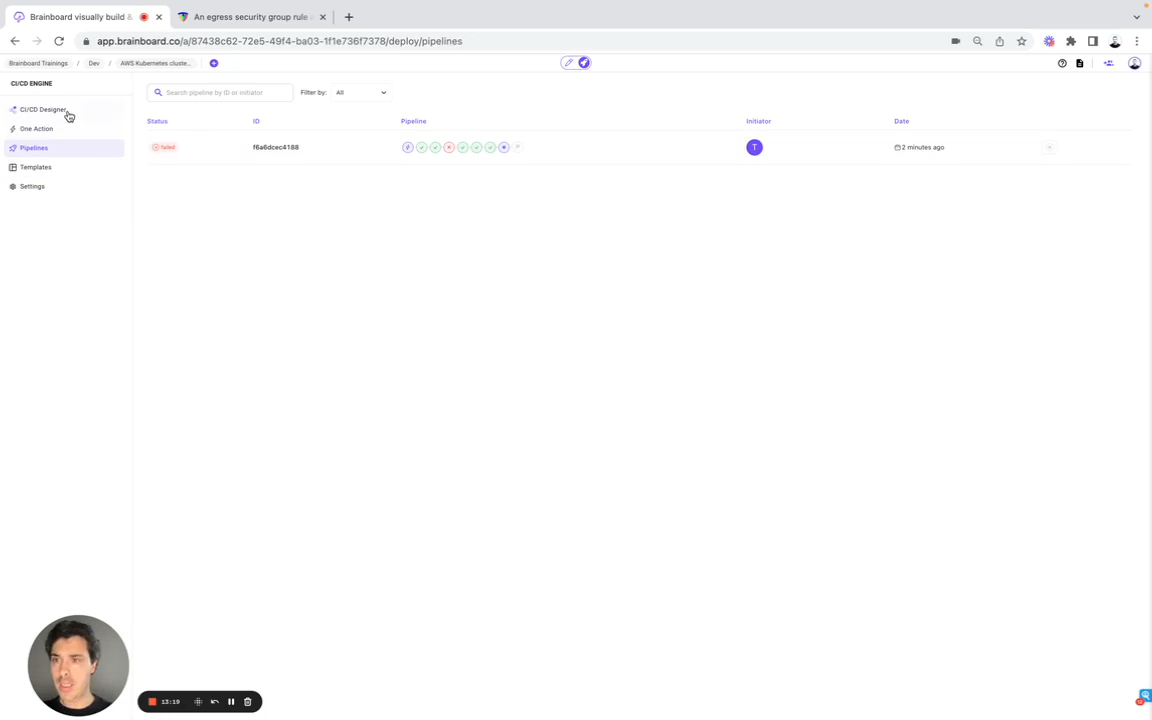 Brainboard visually build &
An egress security group rule
app.brainboard.co/a/87438c62-72e5-49f4-ba03-1f1e736f7378/deploy/pipelines
Brainboard Trainings / Dev / AWS Kubernetes cluste...
CI/CD ENGINE
CI/CD Designer
One Action
Pipelines
Templates
Settings
Search pipeline by ID or initiator
Filter by: All
Status ID Pipeline Initiator Date
failed f6a6dcec4188 T 2 minutes ago
13:19